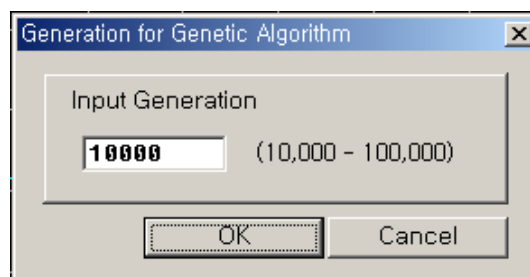 Generation for Genetic Algorithm
Input Generation
10000 (10,000 - 100,000)
OK Cancel